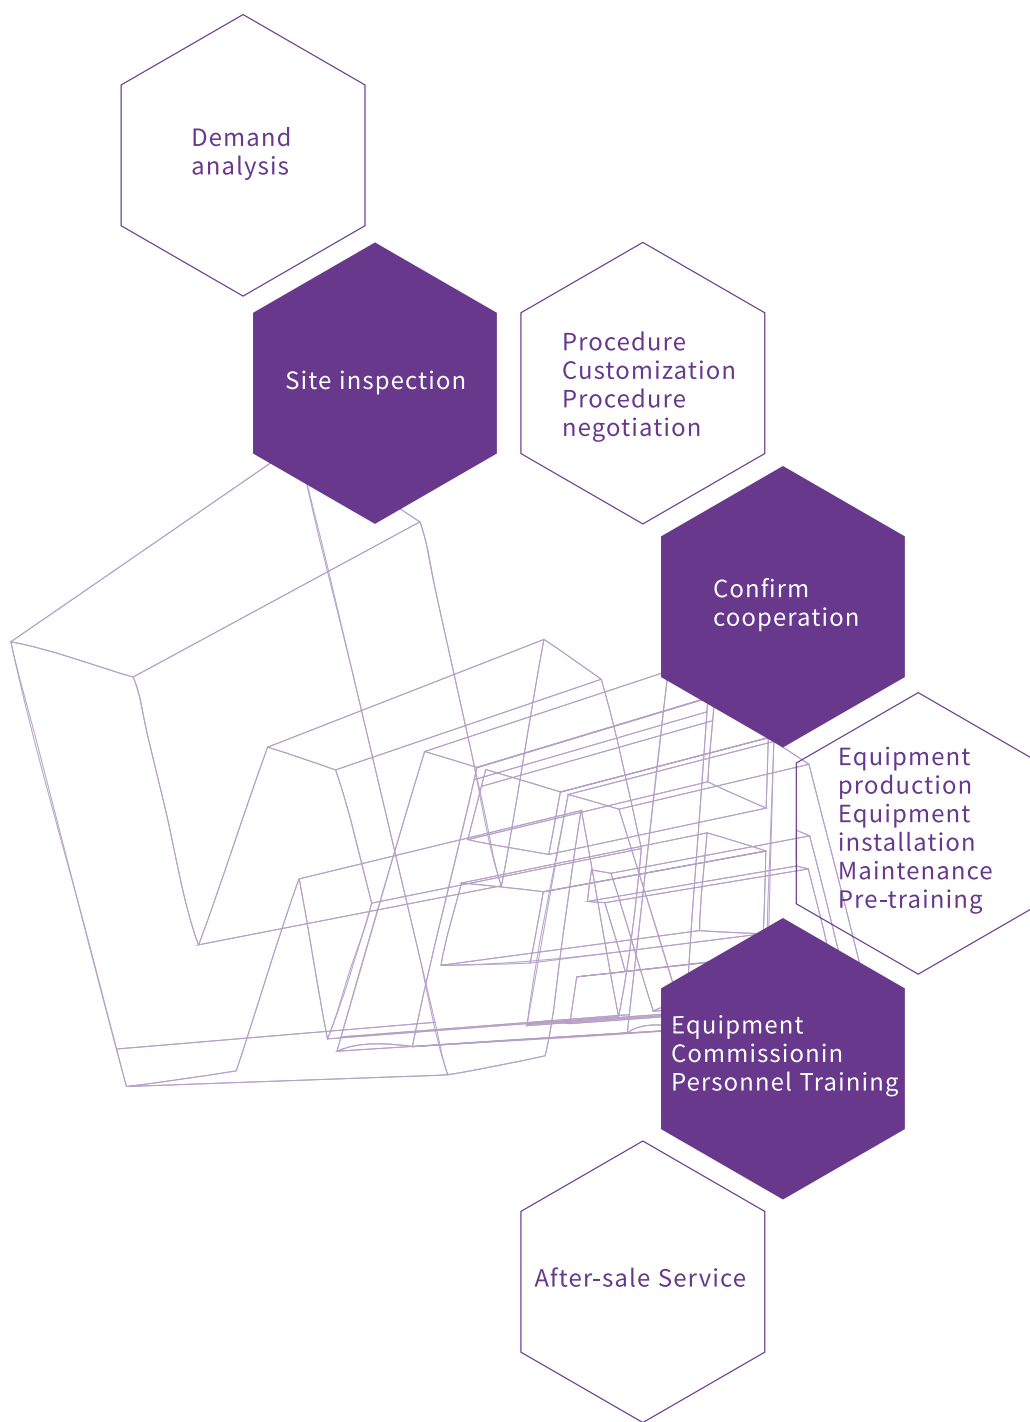 Demand
analysis
Site inspection
Procedure
Customization
Procedure
negotiation
Confirm
cooperation
Equipment
production
Equipment
installation
Maintenance
Pre-training
Equipment
Commissionin
Personnel Training
After-sale Service